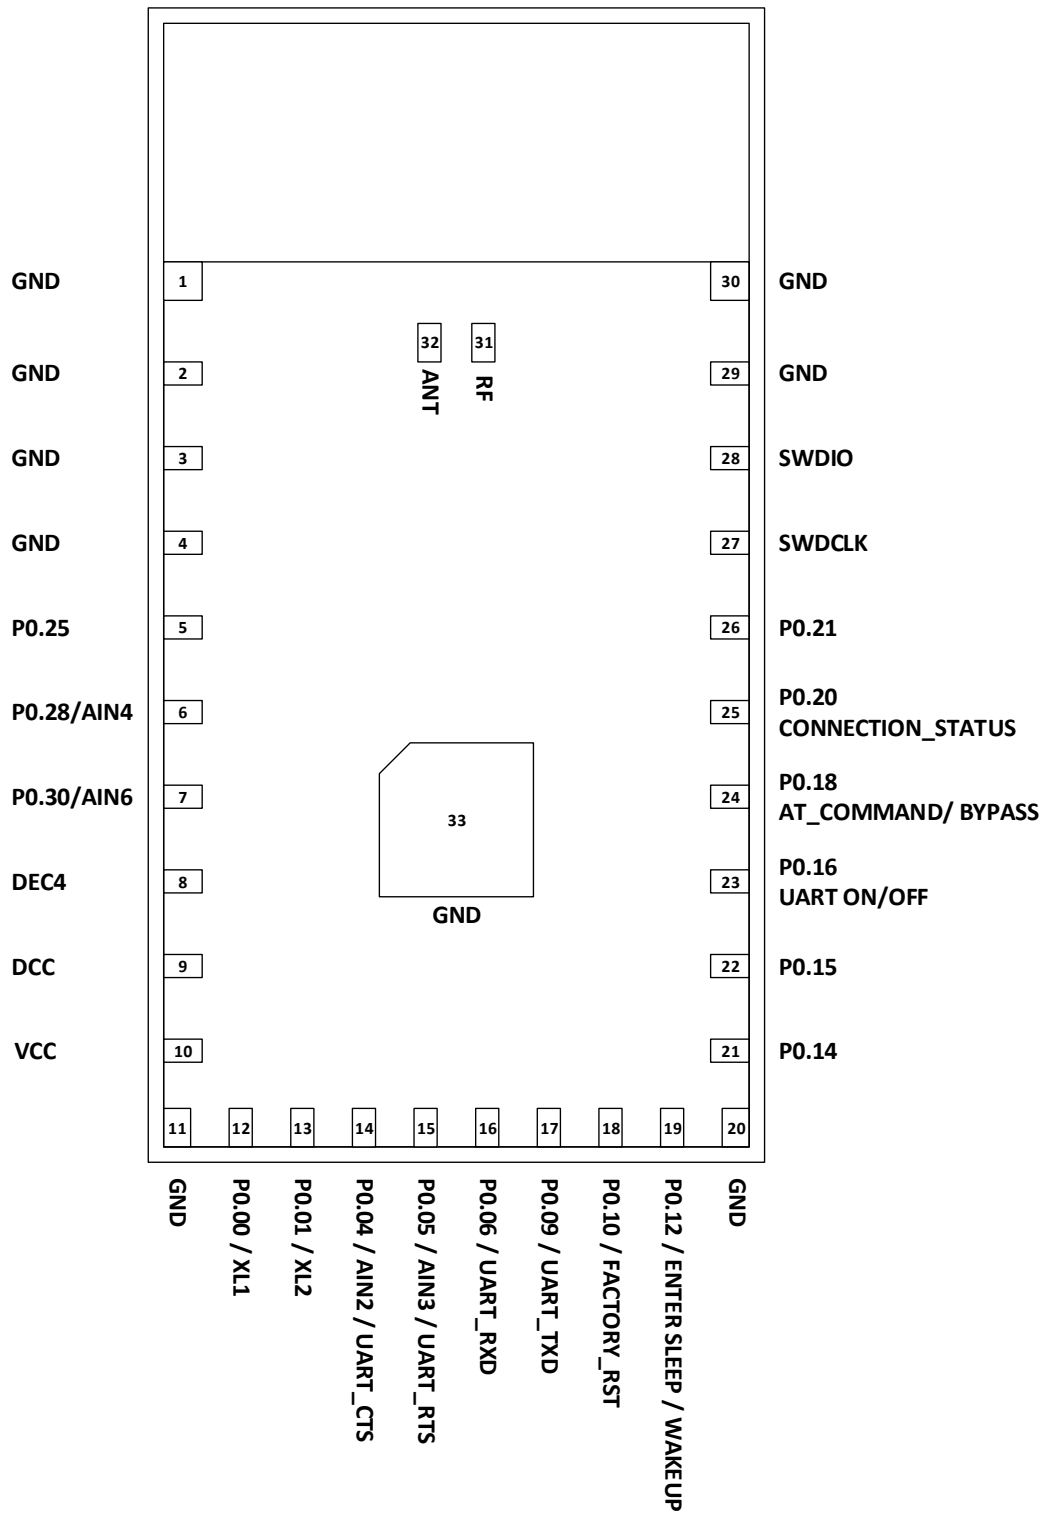 GND 1 30 GND
32 31
ANT RF
GND 2 29 GND
GND 3 28 SWDIO
GND 4 27 SWDCLK
P0.25 5 26 P0.21
P0.28/AIN4 6 25 P0.20
CONNECTION_STATUS
P0.30/AIN6 7 24 P0.18
AT_COMMAND/ BYPASS
33
GND
DEC4 8 23 P0.16
UART ON/OFF
DCC 9 22 P0.15
VCC 10 21 P0.14
11 12 13 14 15 16 17 18 19 20
GND
P0.00 / XL1
P0.01 / XL2
P0.04 / AIN2 / UART_CTS
P0.05 / AIN3 / UART_RTS
P0.06 / UART_RXD
P0.09 / UART_TXD
P0.10 / FACTORY_RST
P0.12 / ENTER SLEEP / WAKEUP
GND